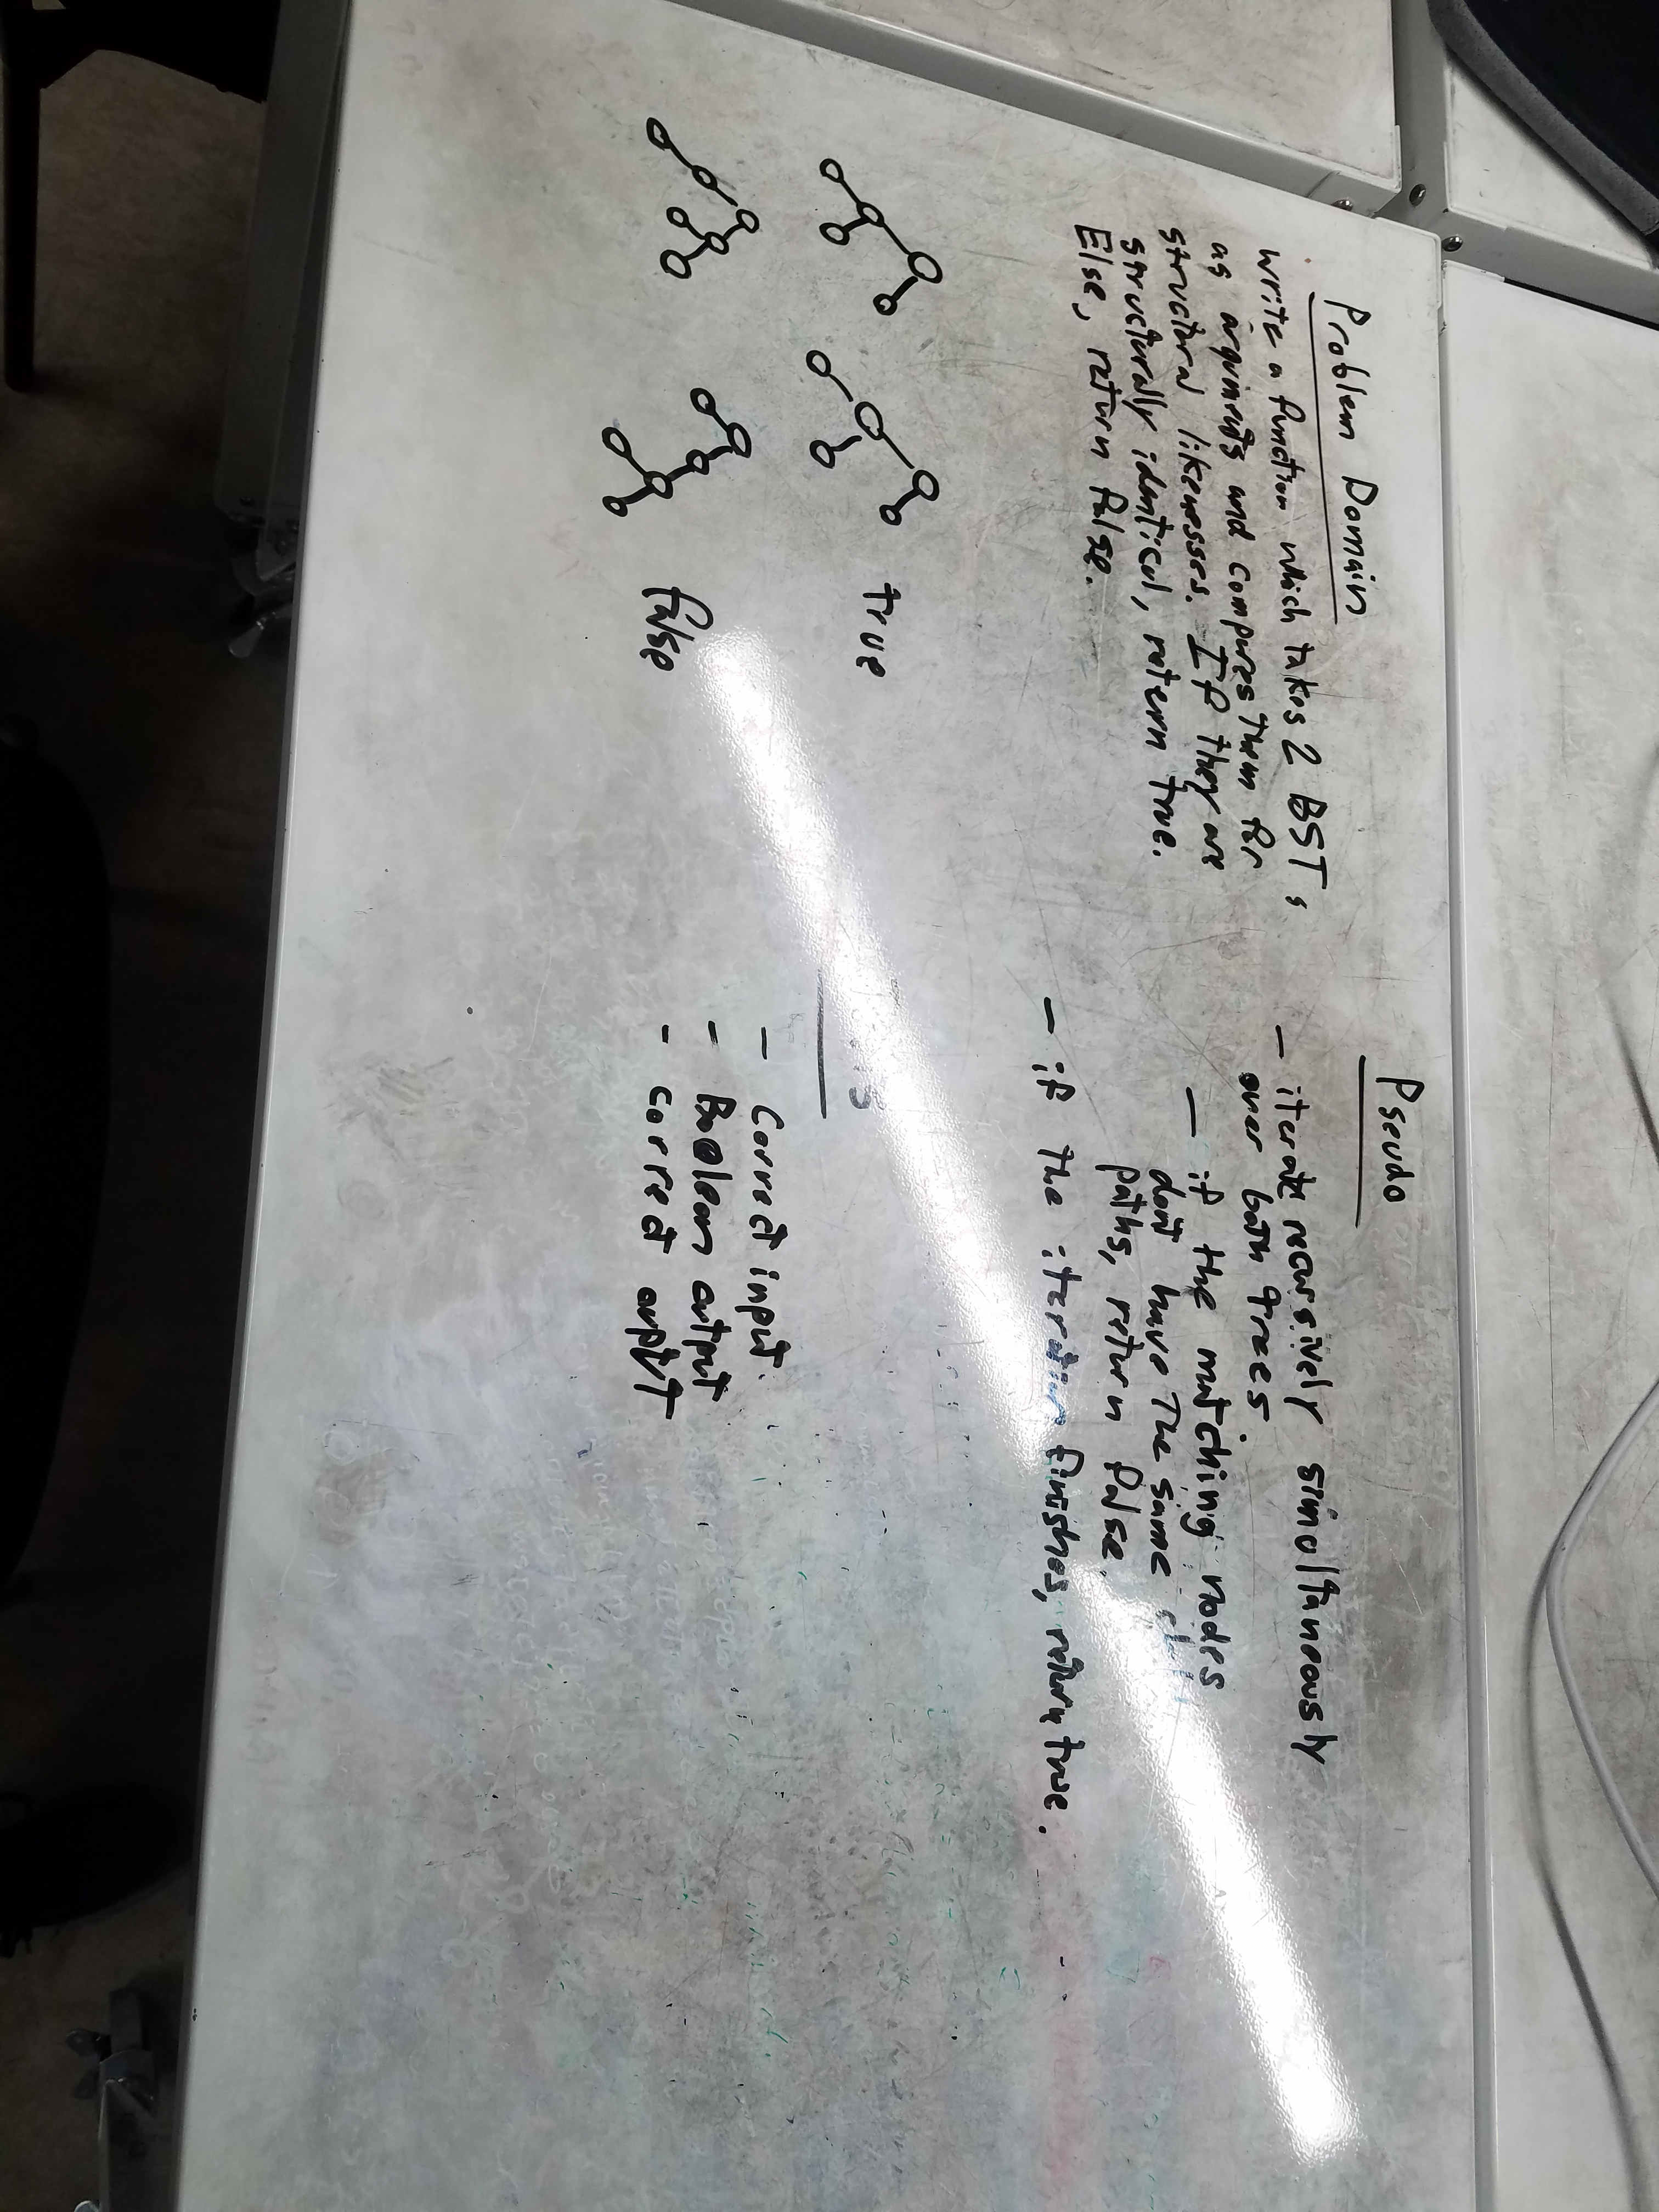 Problem Domain
write a function which takes 2 BST's
as arguments and compares them for
structural likenesses. If they are
structurally identical, return true.
Else, return false.
true
false
Pseudo
- iterate recursively simoltaneously
over both trees.
- if the matching nodes
don't have the same
paths, return false.
- if the iteration finishes, return true.
- Correct input
- Boolean output
- correct output